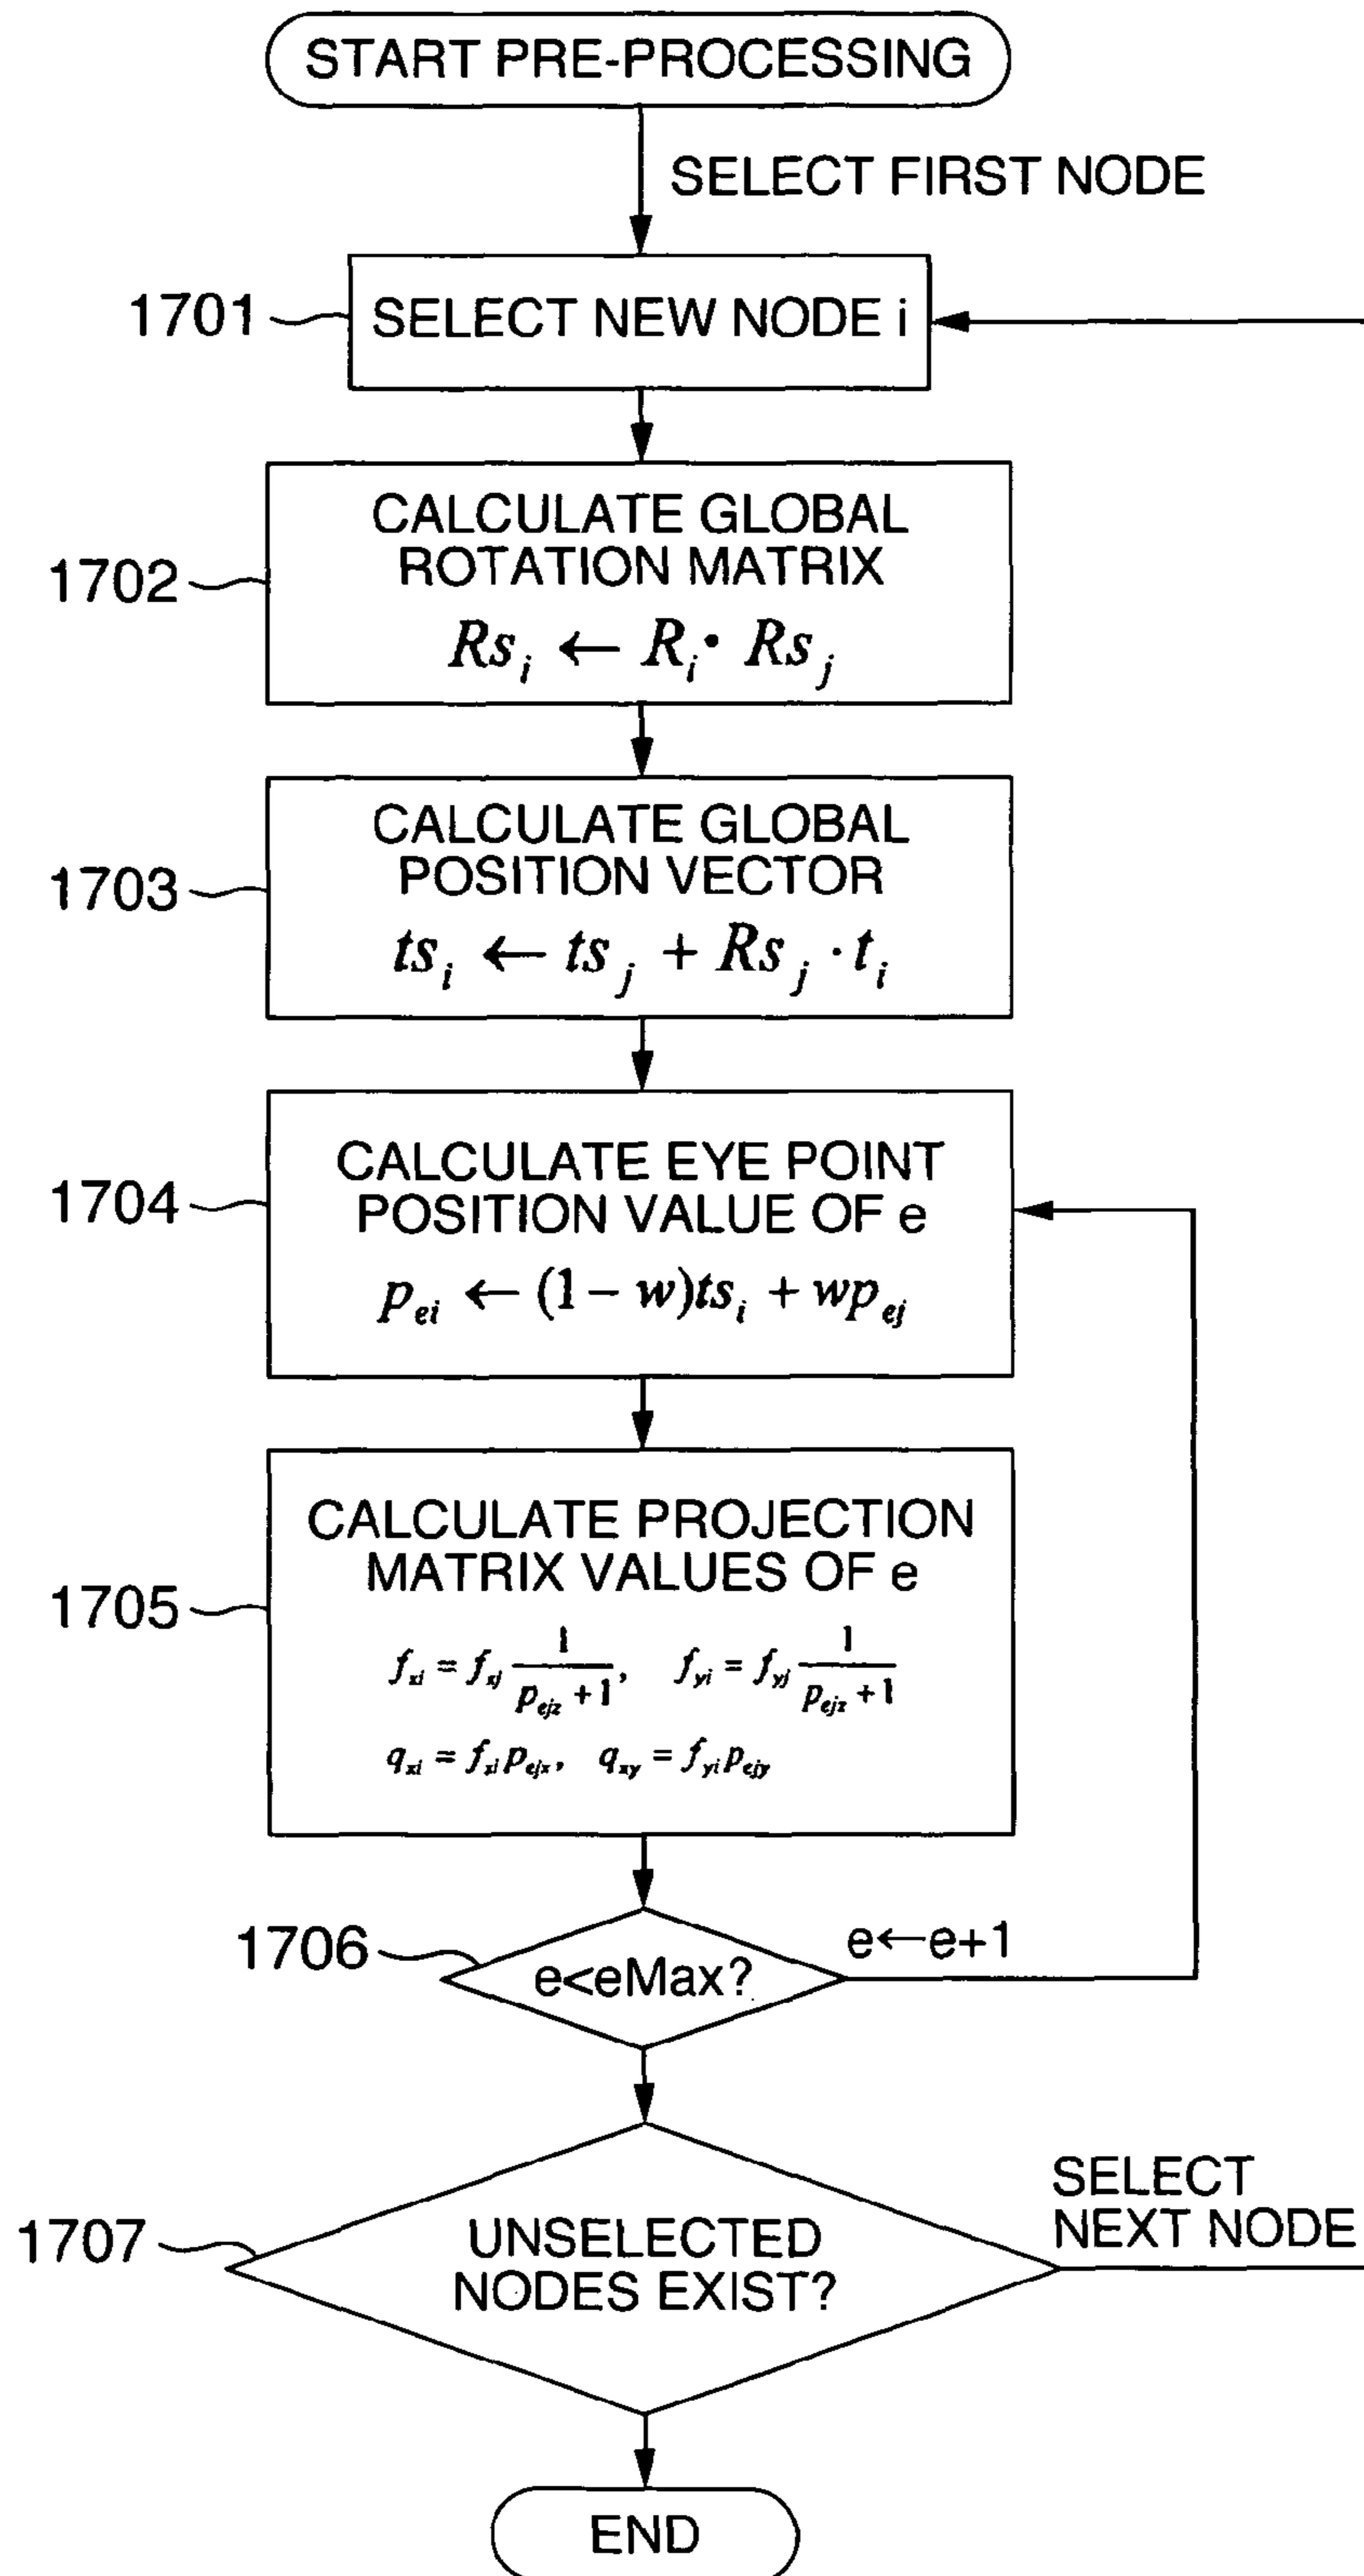 START PRE-PROCESSING
SELECT FIRST NODE
1701
SELECT NEW NODE i
1702
CALCULATE GLOBAL
ROTATION MATRIX
Rs_i ← R_i · Rs_j
1703
CALCULATE GLOBAL
POSITION VECTOR
ts_i ← ts_j + Rs_j · t_i
1704
CALCULATE EYE POINT
POSITION VALUE OF e
p_ei ← (1 - w)ts_i + wp_ej
1705
CALCULATE PROJECTION
MATRIX VALUES OF e
f_xi = f_xj 1/(p_ejz + 1), f_yi = f_yj 1/(p_ejz + 1)
q_xi = f_xi p_ejx, q_xy = f_yi p_ejy
1706
e<eMax?
e←e+1
1707
UNSELECTED
NODES EXIST?
SELECT
NEXT NODE
END